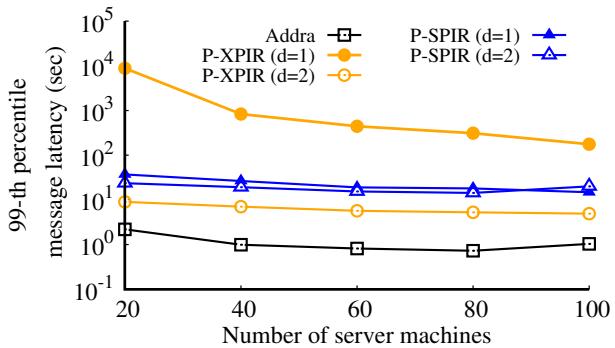 99-th percentile
message latency (sec)
10^5
10^4
10^3
10^2
10^1
10^0
10^-1
Addra
P-XPIR (d=1)
P-XPIR (d=2)
P-SPIR (d=1)
P-SPIR (d=2)
20 40 60 80 100
Number of server machines